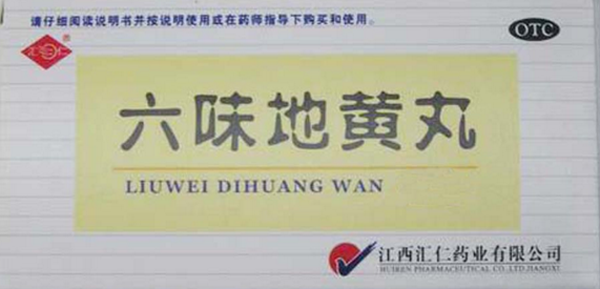 请仔细阅读说明书并按说明使用或在药师指导下购买和使用。
OTC
汇仁
六味地黄丸
LIUWEI DIHUANG WAN
江西汇仁药业有限公司
HUIREN PHARMACEUTICAL CO.,LTD.JIANGXI